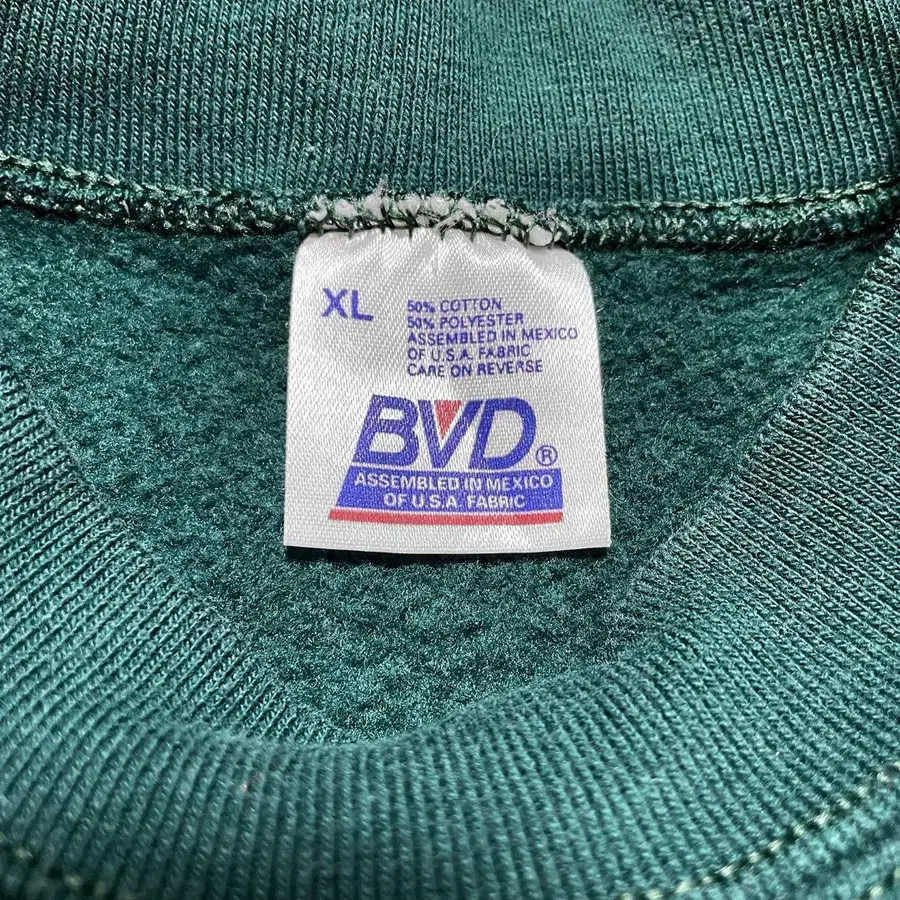 XL
50% COTTON
50% POLYESTER
ASSEMBLED IN MEXICO
OF U.S.A. FABRIC
CARE ON REVERSE
BVD®
ASSEMBLED IN MEXICO
OF U.S.A. FABRIC